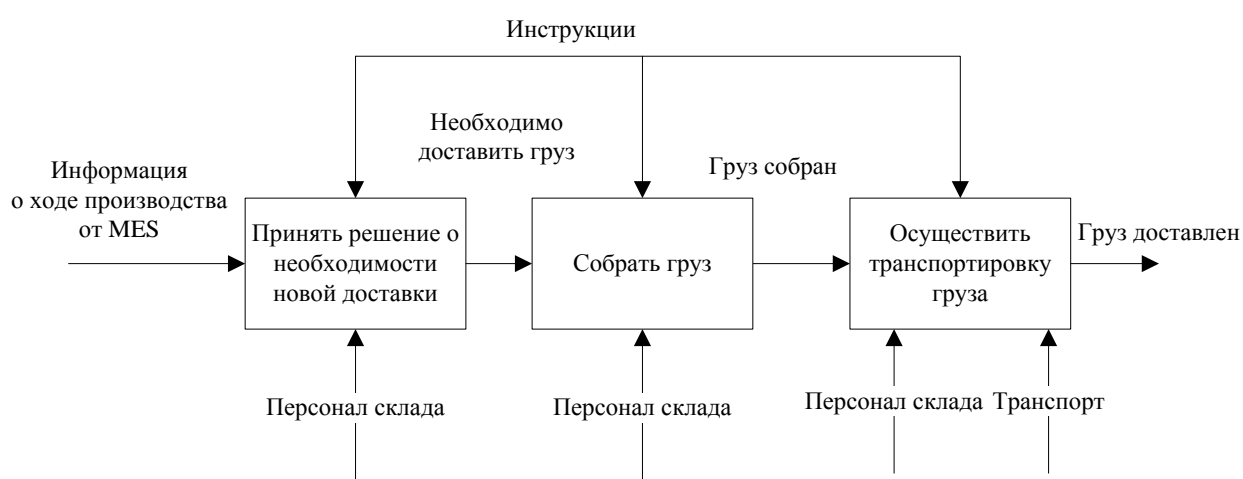 Инструкции
Необходимо
доставить груз
Груз собран
Информация
о ходе производства
от MES
Принять решение о
необходимости
новой доставки
Собрать груз
Осуществить
транспортировку
груза
Груз доставлен
Персонал склада
Персонал склада
Персонал склада
Транспорт